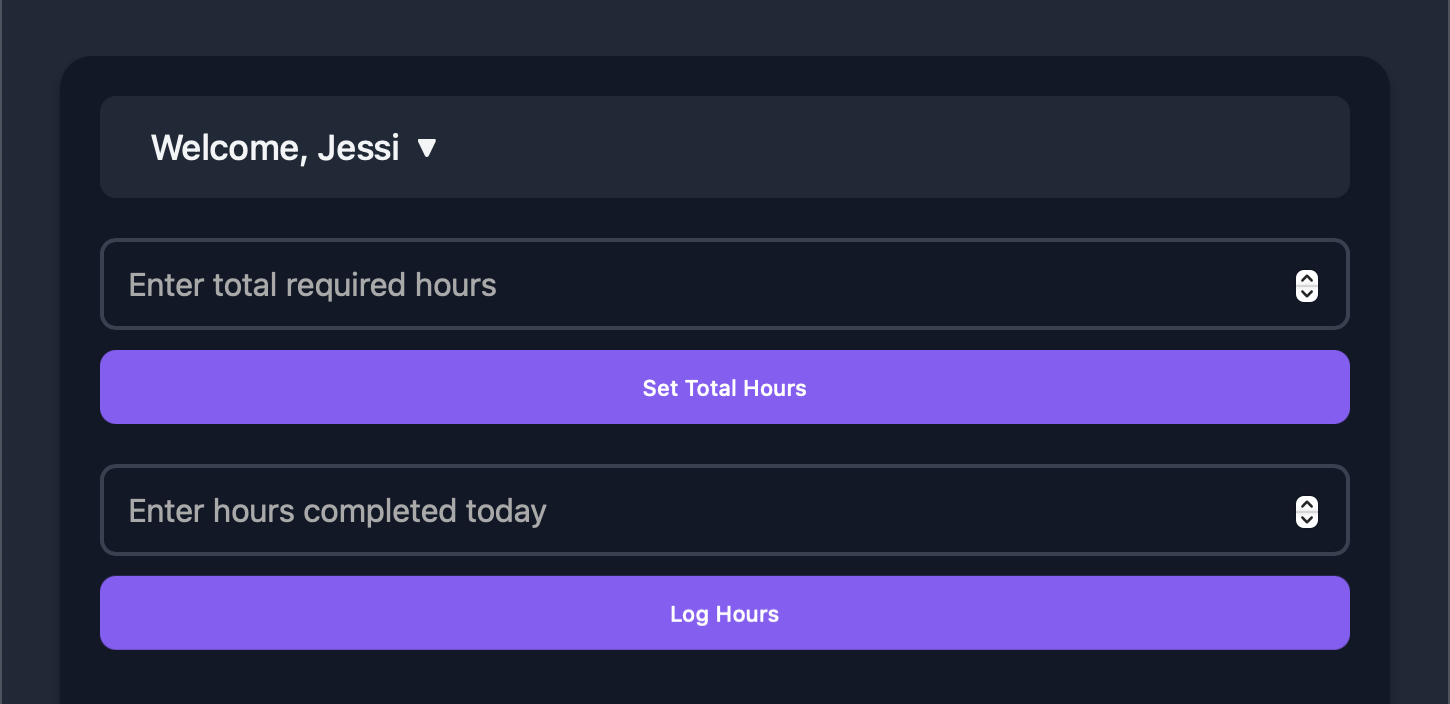 Welcome, Jessi ▼
Enter total required hours
Set Total Hours
Enter hours completed today
Log Hours